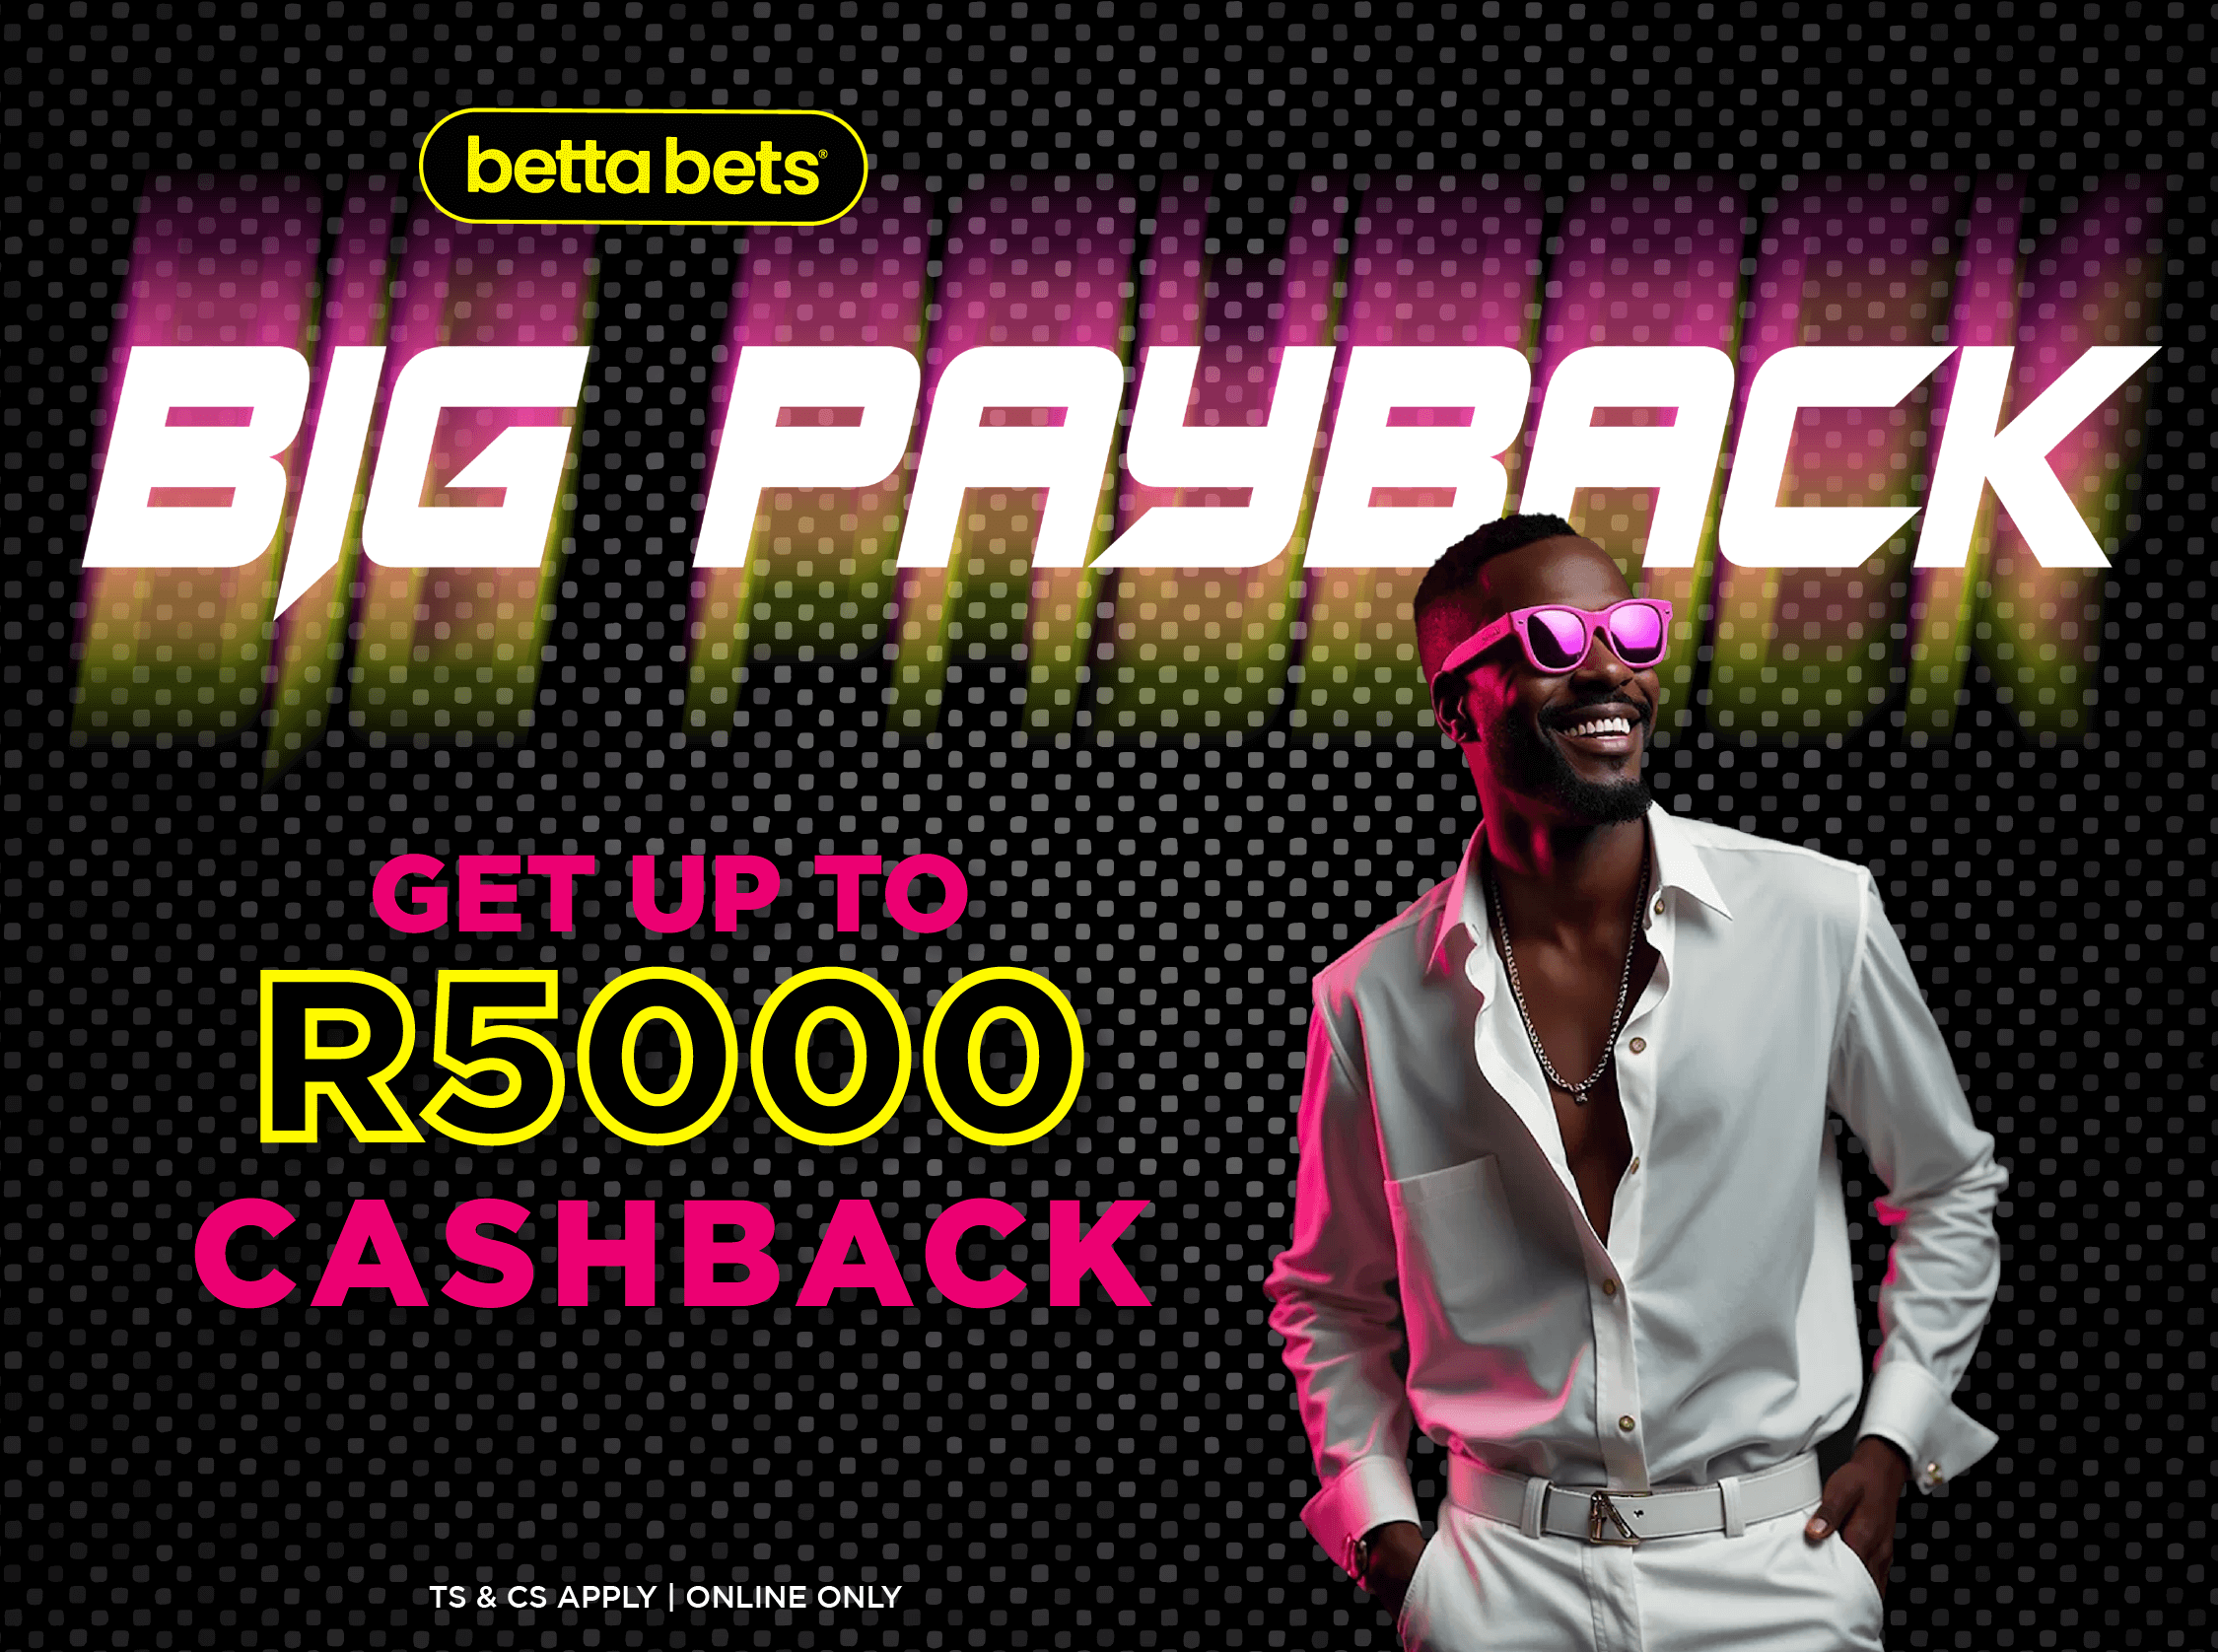 betta bets®
BIG PAYBACK
GET UP TO
R5000
CASHBACK
TS & CS APPLY | ONLINE ONLY